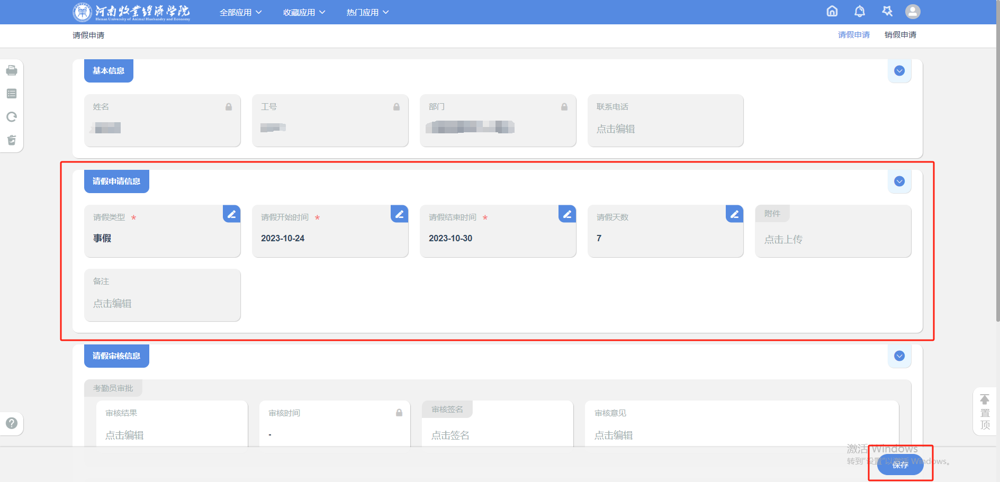 河南牧业经济学院
Henan University of Animal Husbandry and Economy
全部应用 收藏应用 热门应用
请假申请 请假申请 销假申请
基本信息
姓名 工号 部门 联系电话
点击编辑
请假申请信息
请假类型 * 请假开始时间 * 请假结束时间 * 请假天数 附件
事假 2023-10-24 2023-10-30 7 点击上传
备注
点击编辑
请假审核信息
考勤员审批
审核结果 审核时间 审核签名 审核意见
点击编辑 - 点击签名 点击编辑
置
顶
激活 Windows
转到"设置"以激活 Windows。
保存